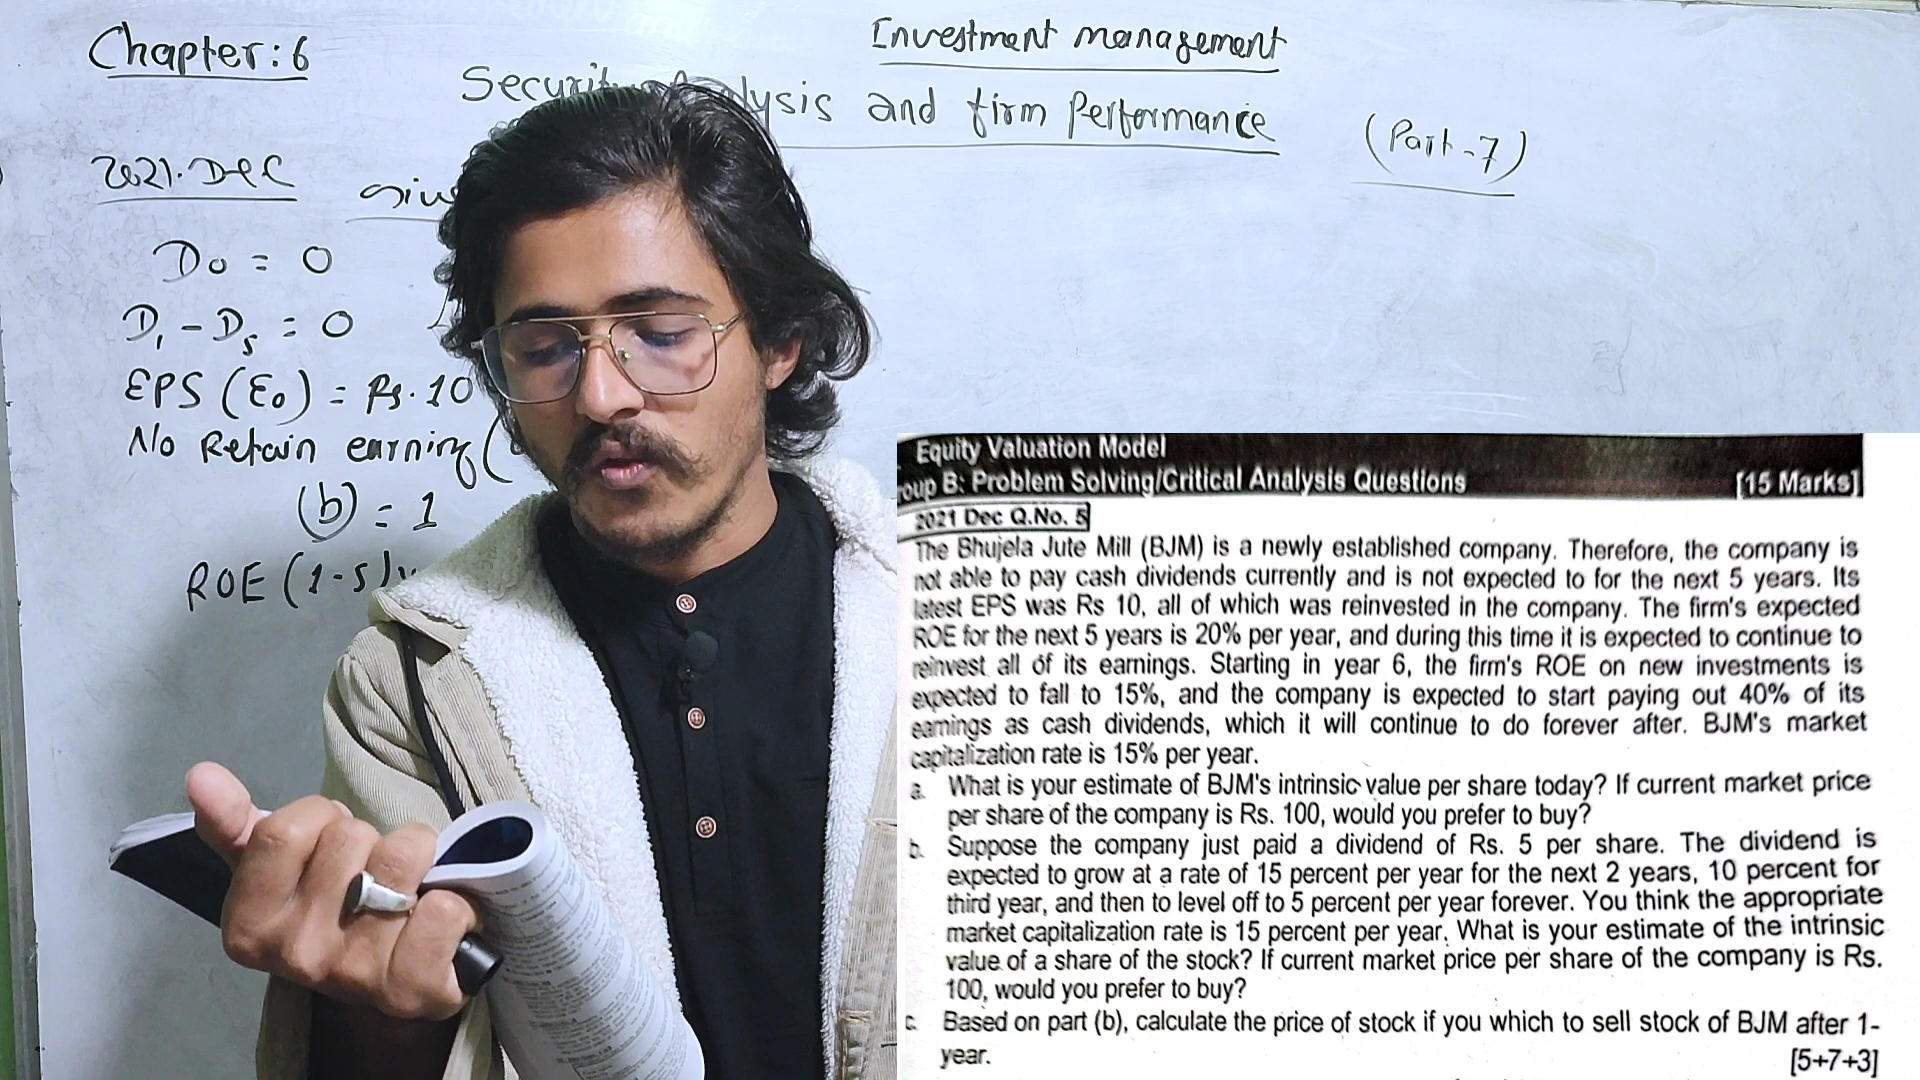 Chapter: 6
Investment management
Security Analysis and firm Performance
(Part-7)
2021. Dec
D₀ = 0
D₁ - D₅ = 0
EPS (E₀) = Rs. 10
No Retain earning (
(b) = 1
ROE (1-5)
Equity Valuation Model
roup B: Problem Solving/Critical Analysis Questions [15 Marks]
2021 Dec Q.No. 5
The Bhujela Jute Mill (BJM) is a newly established company. Therefore, the company is
not able to pay cash dividends currently and is not expected to for the next 5 years. Its
latest EPS was Rs 10, all of which was reinvested in the company. The firm's expected
ROE for the next 5 years is 20% per year, and during this time it is expected to continue to
reinvest all of its earnings. Starting in year 6, the firm's ROE on new investments is
expected to fall to 15%, and the company is expected to start paying out 40% of its
earnings as cash dividends, which it will continue to do forever after. BJM's market
capitalization rate is 15% per year.
a. What is your estimate of BJM's intrinsic value per share today? If current market price
per share of the company is Rs. 100, would you prefer to buy?
b. Suppose the company just paid a dividend of Rs. 5 per share. The dividend is
expected to grow at a rate of 15 percent per year for the next 2 years, 10 percent for
third year, and then to level off to 5 percent per year forever. You think the appropriate
market capitalization rate is 15 percent per year. What is your estimate of the intrinsic
value of a share of the stock? If current market price per share of the company is Rs.
100, would you prefer to buy?
c. Based on part (b), calculate the price of stock if you which to sell stock of BJM after 1-
year. [5+7+3]